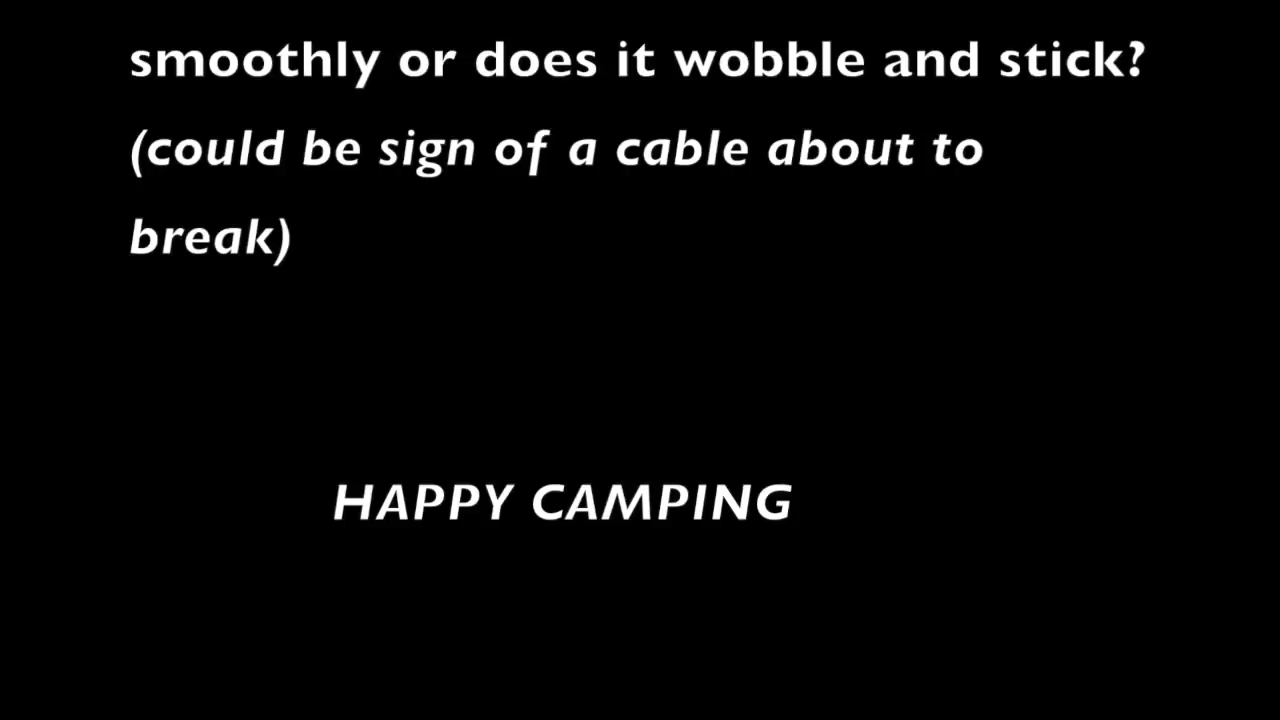 smoothly or does it wobble and stick?
(could be sign of a cable about to
break)
HAPPY CAMPING